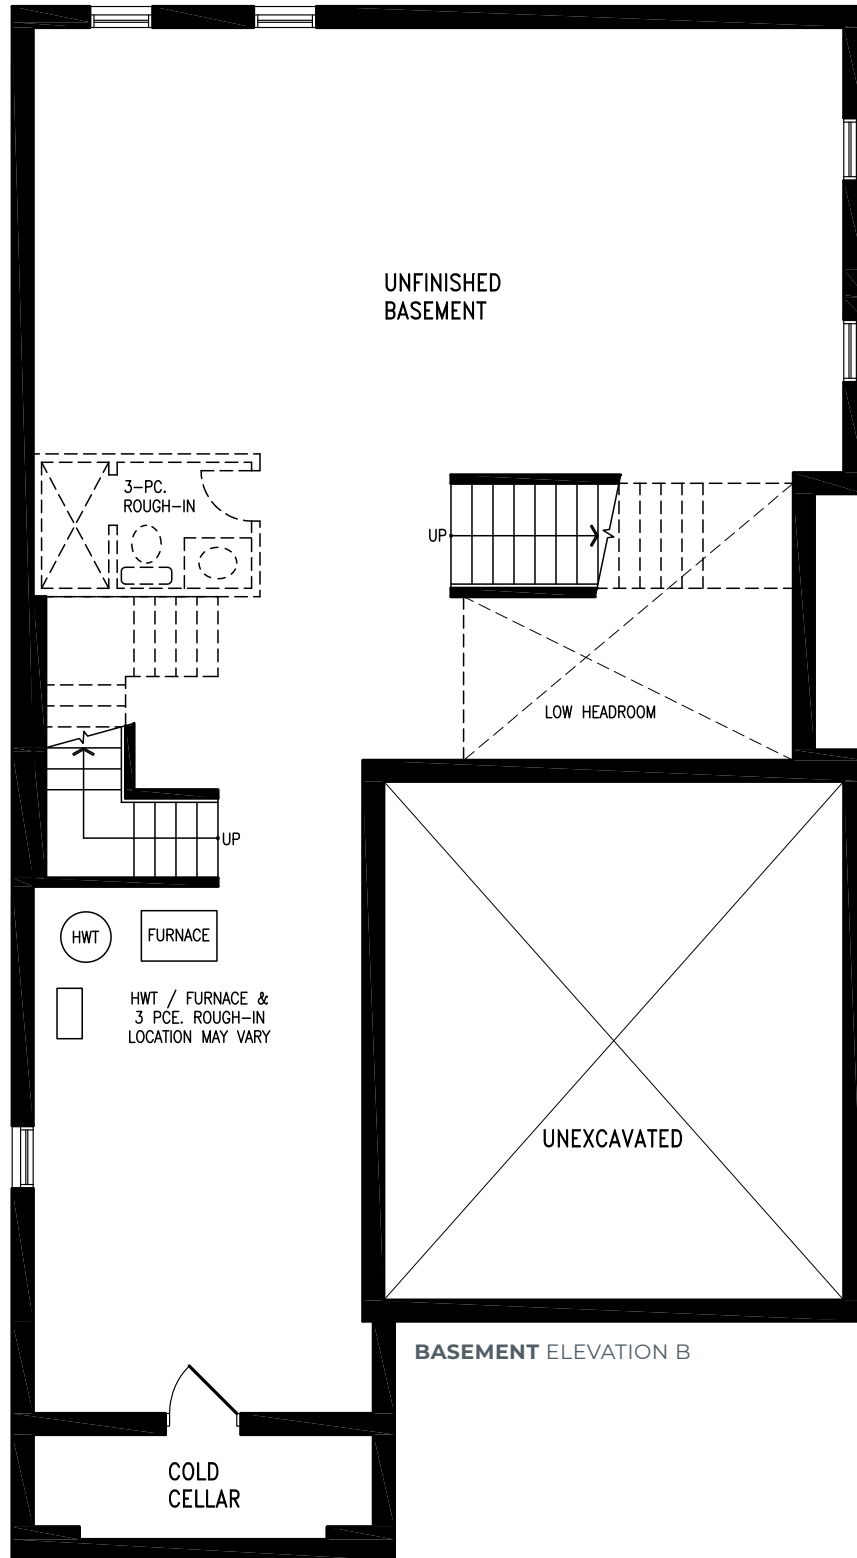 UNFINISHED
BASEMENT
3-PC.
ROUGH-IN
UP
LOW HEADROOM
UP
HWT
FURNACE
HWT / FURNACE &
3 PCE. ROUGH-IN
LOCATION MAY VARY
UNEXCAVATED
BASEMENT ELEVATION B
COLD
CELLAR